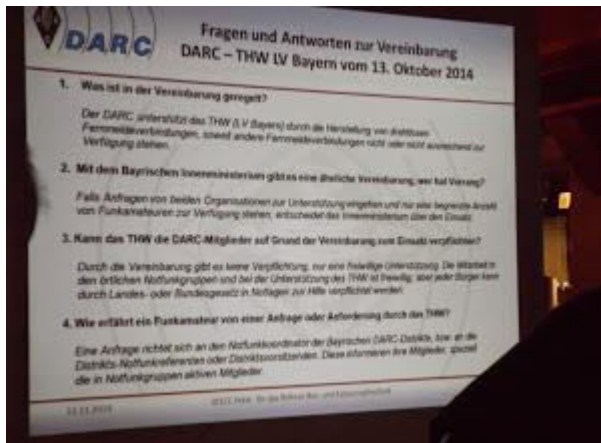 DARC
Fragen und Antworten zur Vereinbarung
DARC – THW LV Bayern vom 13. Oktober 2014
1. Was ist in der Vereinbarung geregelt?
Der DARC unterstützt das THW (LV Bayern) durch die Herstellung von drahtlosen
Fernmeldeverbindungen, soweit andere Fernmeldeverbindungen nicht oder nicht ausreichend zur
Verfügung stehen.
2. Mit dem Bayrischen Innenministerium gibt es eine ähnliche Vereinbarung, wer hat Vorrang?
Falls Anfragen von beiden Organisationen zur Unterstützung eingehen und nur eine begrenzte Anzahl
von Funkamateuren zur Verfügung stehen, entscheidet das Innenministerium über den Einsatz.
3. Kann das THW die DARC-Mitglieder auf Grund der Vereinbarung zum Einsatz verpflichten?
Durch die Vereinbarung gibt es keine Verpflichtung, nur eine freiwillige Unterstützung. Die Mitarbeit in
den örtlichen Notfunkgruppen und bei der Unterstützung des THW ist freiwillig, aber jeder Bürger kann
durch Landes- oder Bundesgesetz in Notlagen zur Hilfe verpflichtet werden.
4. Wie erfährt ein Funkamateur von einer Anfrage oder Anforderung durch das THW?
Eine Anfrage richtet sich an den Notfunkkoordinator der Bayrischen DARC-Distrikte, bzw. an die
Distrikts-Notfunkreferenten oder Distriktsvorsitzenden. Diese informieren ihre Mitglieder, speziell
die in Notfunkgruppen aktiven Mitglieder.